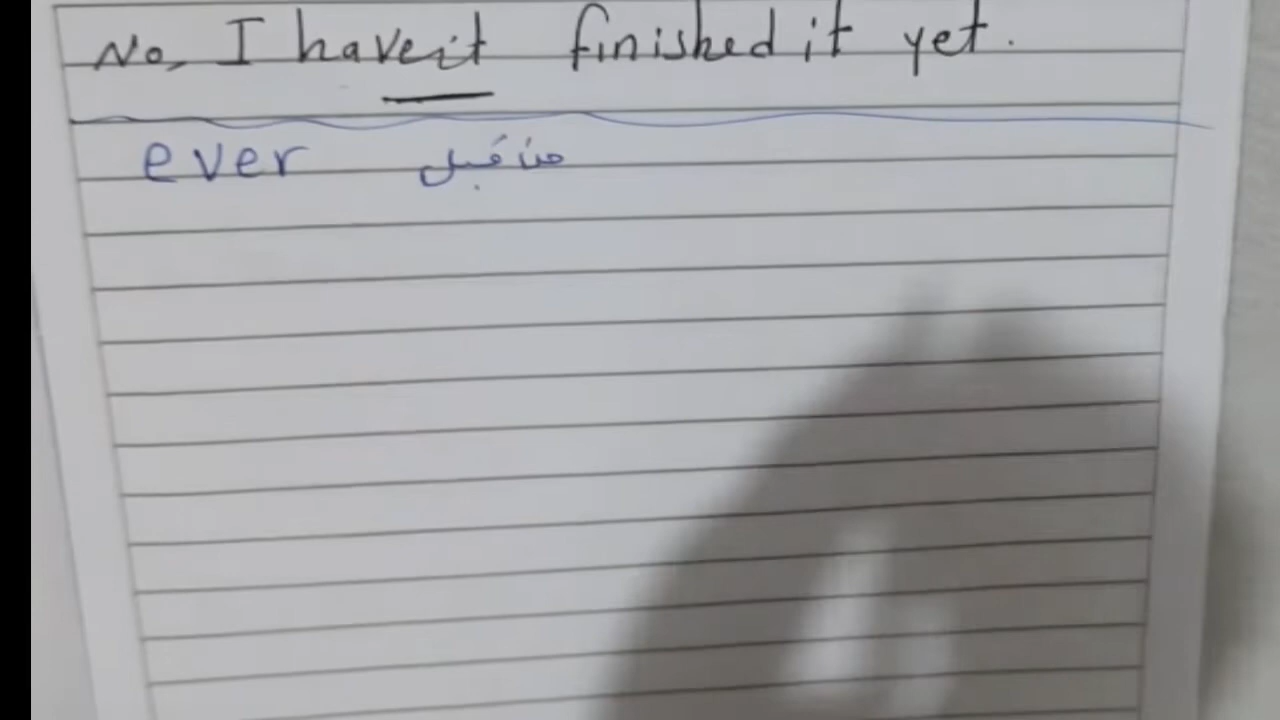 No, I haven't finished it yet.
ever من قبل